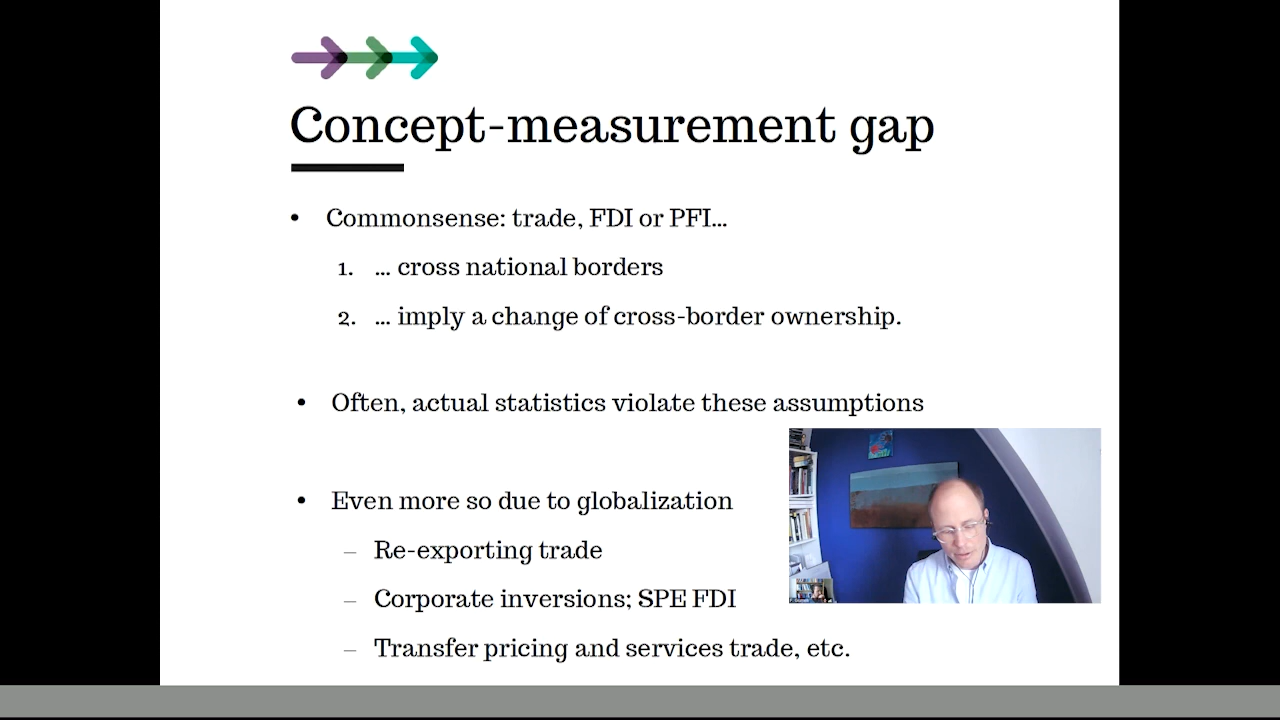 Concept-measurement gap
• Commonsense: trade, FDI or PFI...
1. ... cross national borders
2. ... imply a change of cross-border ownership.
• Often, actual statistics violate these assumptions
• Even more so due to globalization
– Re-exporting trade
– Corporate inversions; SPE FDI
– Transfer pricing and services trade, etc.